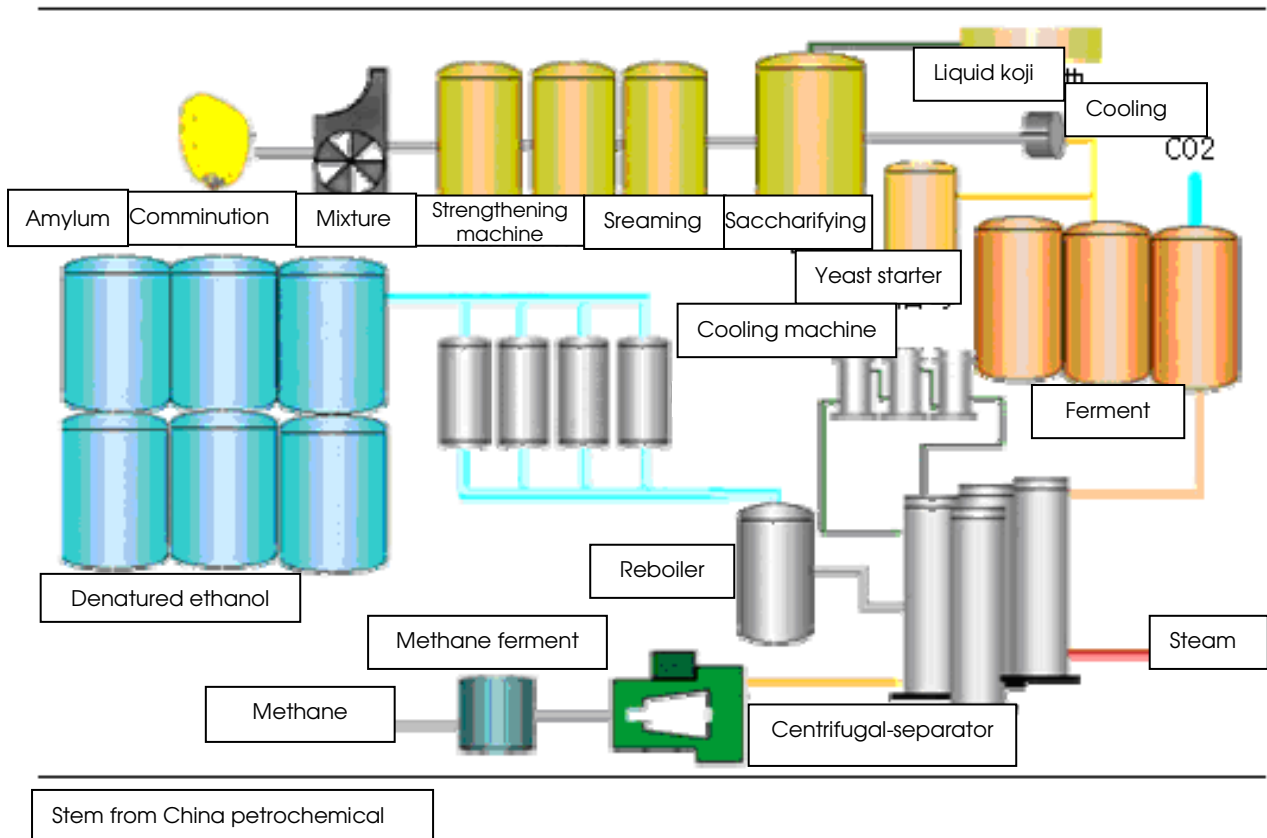 Liquid koji
Cooling
CO2
Amylum
Comminution
Mixture
Strengthening
machine
Sreaming
Saccharifying
Yeast starter
Cooling machine
Ferment
Reboiler
Denatured ethanol
Methane ferment
Steam
Methane
Centrifugal-separator
Stem from China petrochemical